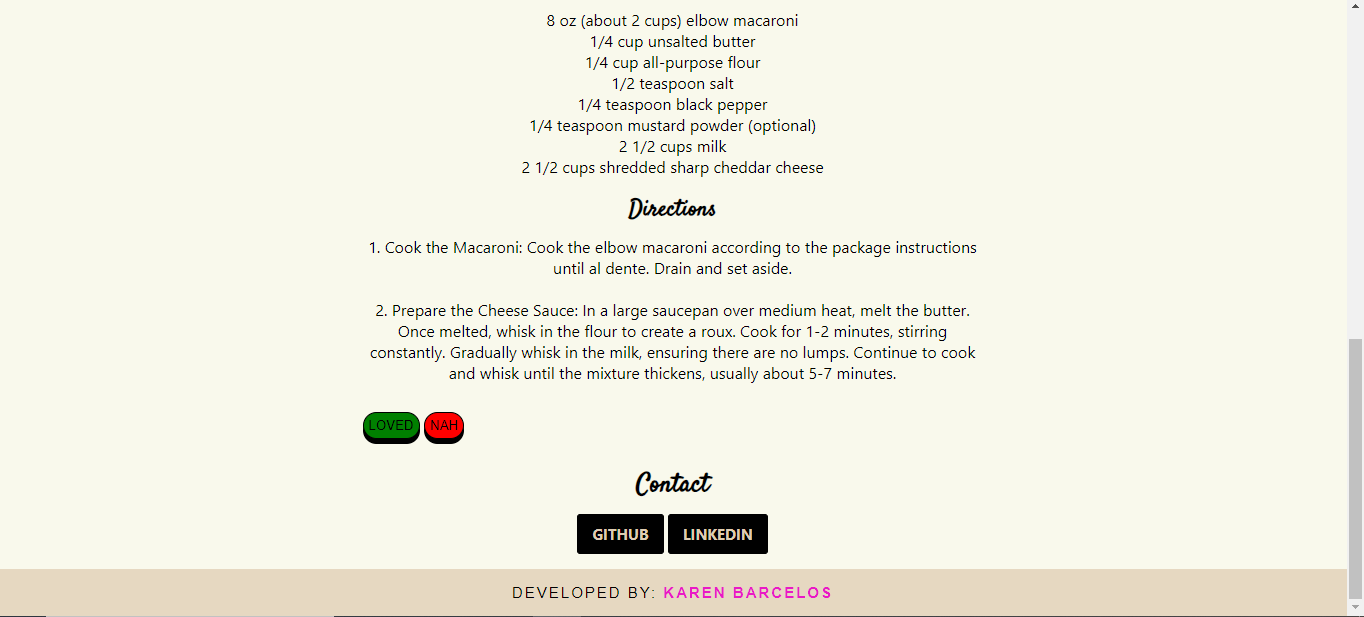 8 oz (about 2 cups) elbow macaroni
1/4 cup unsalted butter
1/4 cup all-purpose flour
1/2 teaspoon salt
1/4 teaspoon black pepper
1/4 teaspoon mustard powder (optional)
2 1/2 cups milk
2 1/2 cups shredded sharp cheddar cheese
Directions
1. Cook the Macaroni: Cook the elbow macaroni according to the package instructions
until al dente. Drain and set aside.
2. Prepare the Cheese Sauce: In a large saucepan over medium heat, melt the butter.
Once melted, whisk in the flour to create a roux. Cook for 1-2 minutes, stirring
constantly. Gradually whisk in the milk, ensuring there are no lumps. Continue to cook
and whisk until the mixture thickens, usually about 5-7 minutes.
LOVED NAH
Contact
GITHUB LINKEDIN
DEVELOPED BY: KAREN BARCELOS